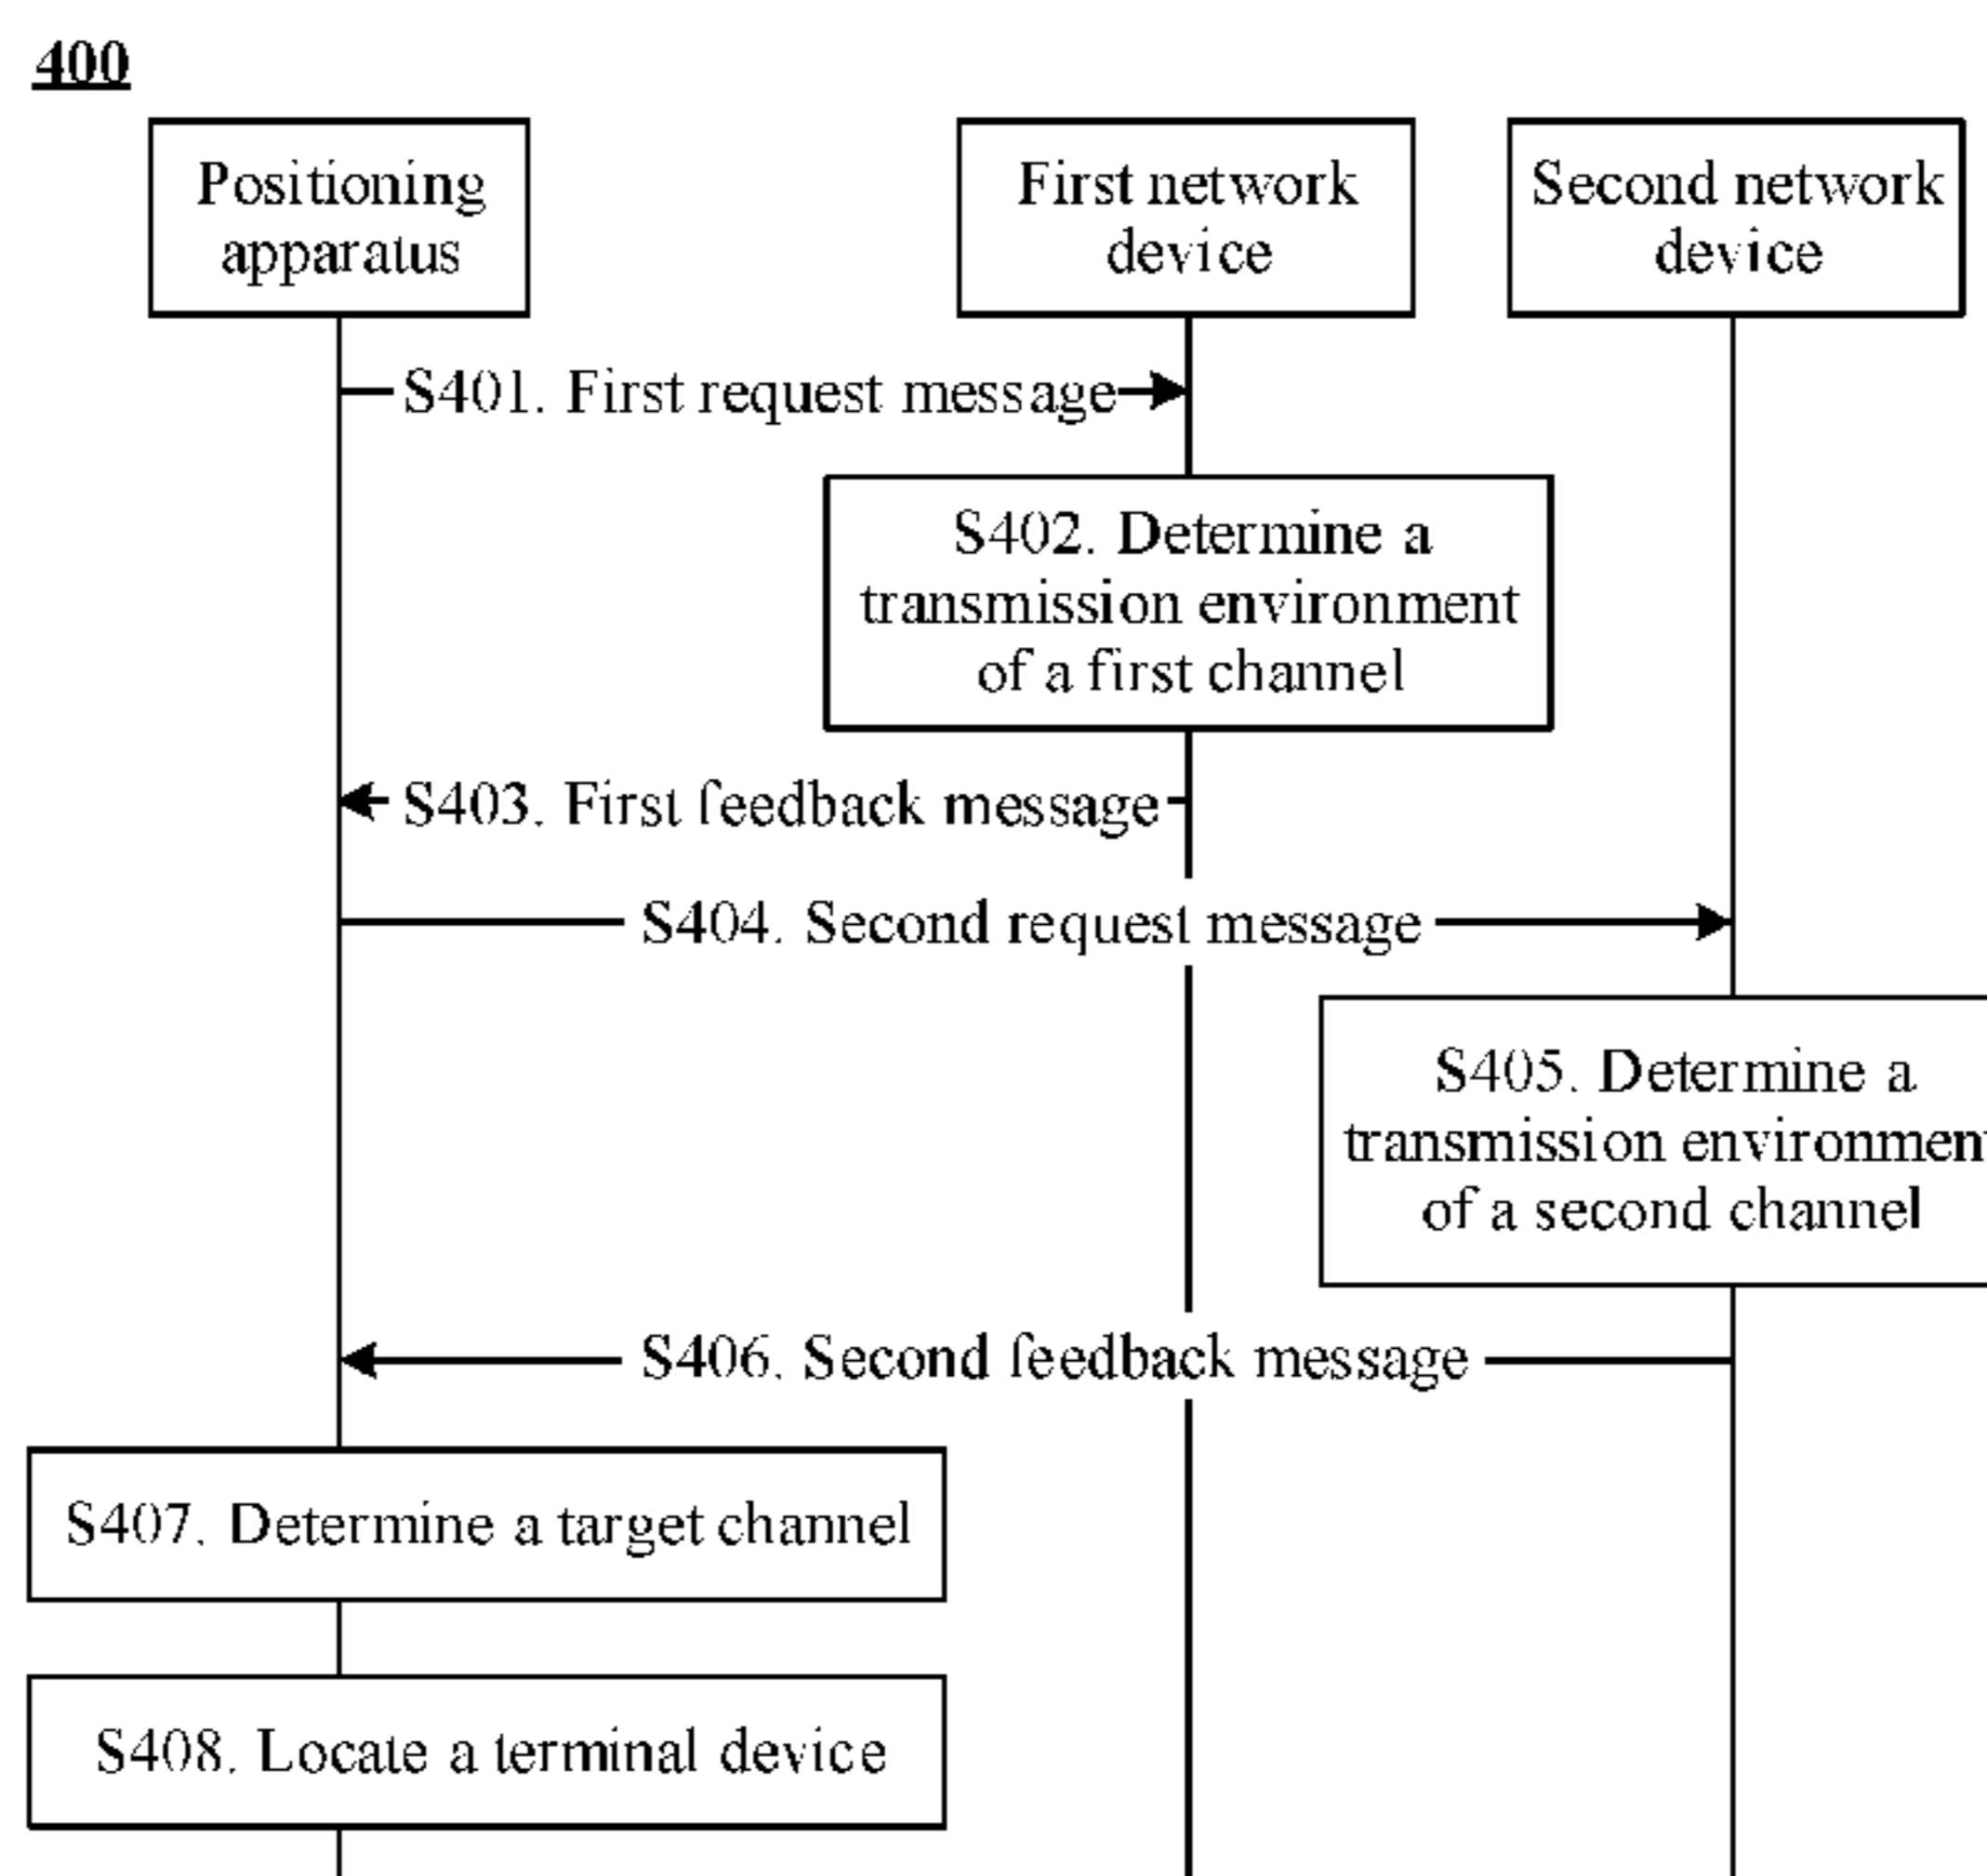 400
Positioning
apparatus
First network
device
Second network
device
S401. First request message
S402. Determine a
transmission environment
of a first channel
S403. First feedback message
S404. Second request message
S405. Determine a
transmission environment
of a second channel
S406. Second feedback message
S407. Determine a target channel
S408. Locate a terminal device